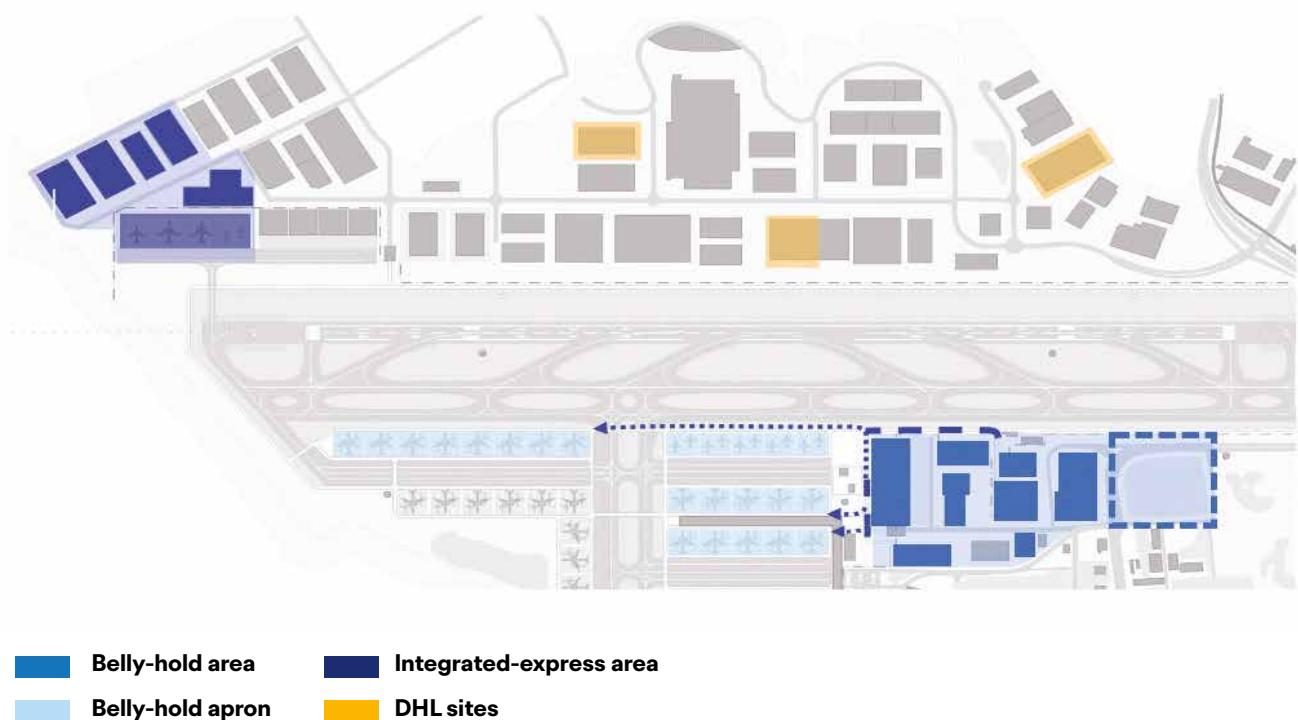 Belly-hold area
Integrated-express area
Belly-hold apron
DHL sites